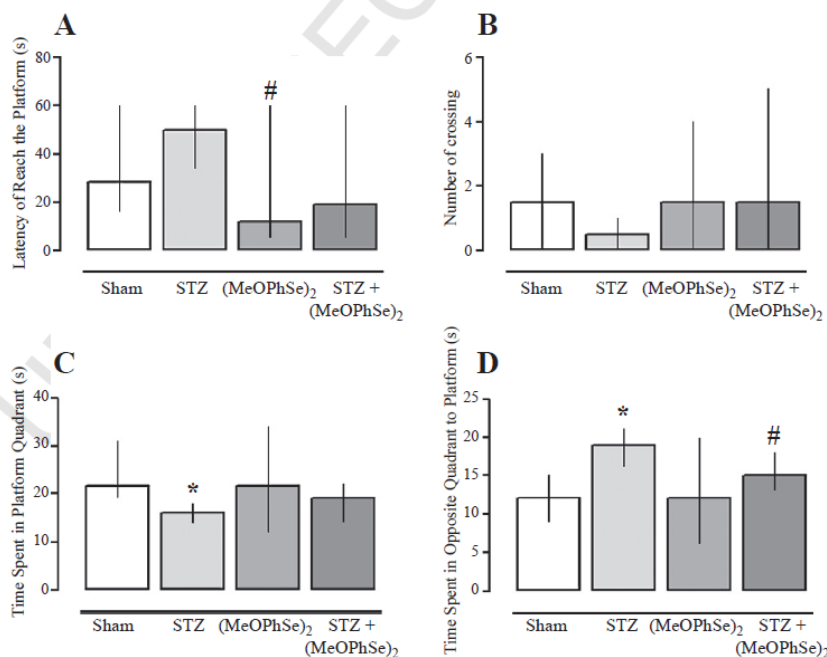 A
Latency of Reach the Platform (s)
80
60
40
20
0
#
Sham
STZ
(MeOPhSe)2
STZ +
(MeOPhSe)2
B
Number of crossing
6
4
2
0
Sham
STZ
(MeOPhSe)2
STZ +
(MeOPhSe)2
C
Time Spent in Platform Quadrant (s)
40
30
20
10
0
*
Sham
STZ
(MeOPhSe)2
STZ +
(MeOPhSe)2
D
Time Spent in Opposite Quadrant to Platform (s)
25
20
15
10
5
0
*
#
Sham
STZ
(MeOPhSe)2
STZ +
(MeOPhSe)2